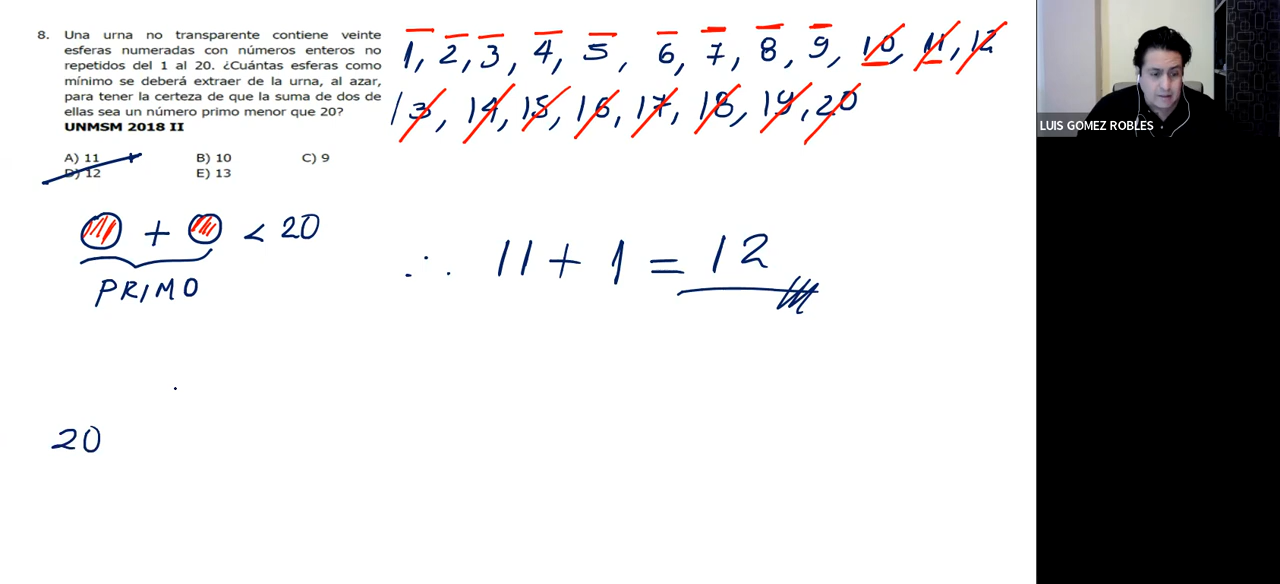 8. Una urna no transparente contiene veinte
esferas numeradas con números enteros no
repetidos del 1 al 20. ¿Cuántas esferas como
mínimo se deberá extraer de la urna, al azar,
para tener la certeza de que la suma de dos de
ellas sea un número primo menor que 20?
UNMSM 2018 II
A) 11 B) 10 C) 9
D) 12 E) 13
1, 2, 3, 4, 5, 6, 7, 8, 9, 10, 11, 12
13, 14, 15, 16, 17, 18, 19, 20
+ < 20
PRIMO
∴ 11 + 1 = 12
20
LUIS GOMEZ ROBLES